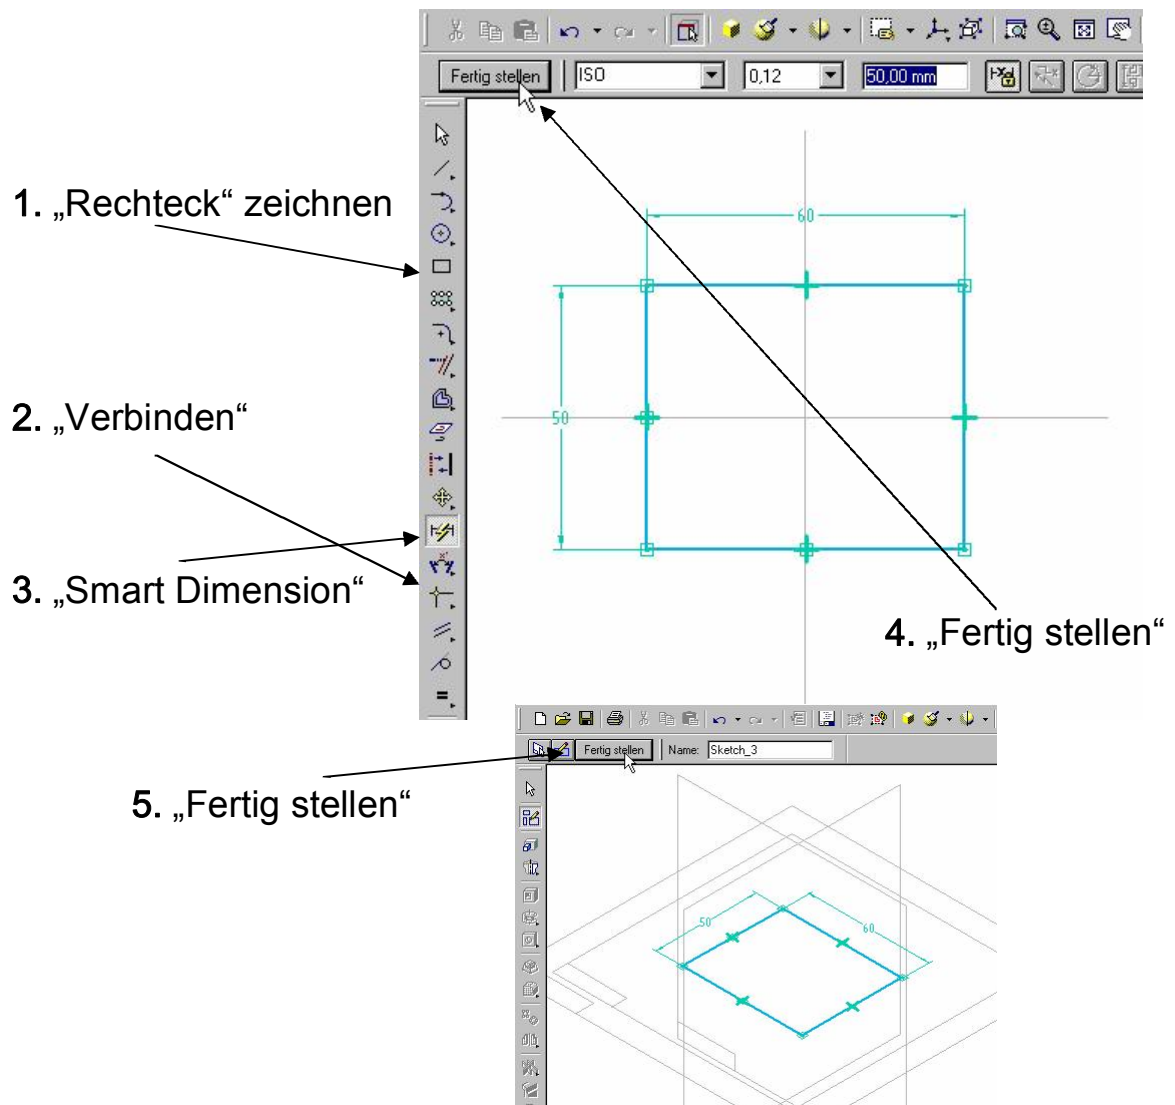 Fertig stellen ISO 0,12 50,00 mm
1. „Rechteck“ zeichnen
60
2. „Verbinden“
50
3. „Smart Dimension“
4. „Fertig stellen“
Fertig stellen Name: Sketch_3
5. „Fertig stellen“
50
60